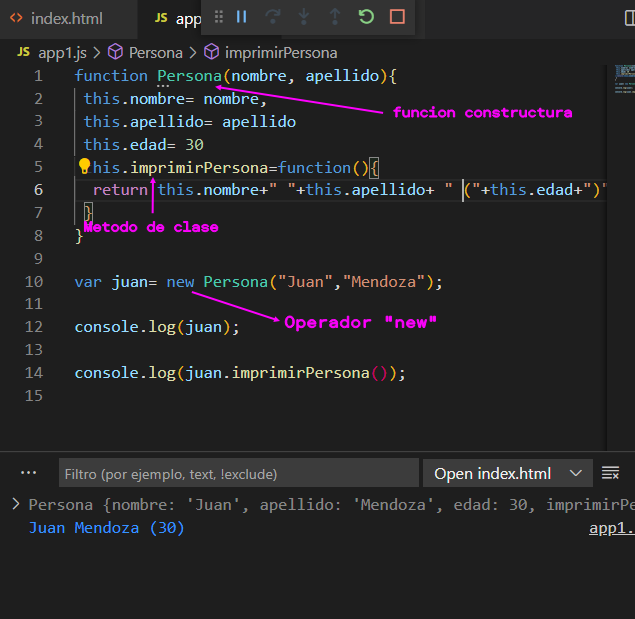 index.html
JS app
JS app1.js > Persona > imprimirPersona
1 function Persona(nombre, apellido){
2 this.nombre= nombre,
funcion constructura
3 this.apellido= apellido
4 this.edad= 30
5 his.imprimirPersona=function(){
6 return this.nombre+" "+this.apellido+ " ("+this.edad+")"
7 }
Metodo de clase
8 }
9
10 var juan= new Persona("Juan","Mendoza");
11
12 console.log(juan);
Operador "new"
13
14 console.log(juan.imprimirPersona());
15
Filtro (por ejemplo, text, !exclude)
Open index.html
> Persona {nombre: 'Juan', apellido: 'Mendoza', edad: 30, imprimirPe
Juan Mendoza (30)
app1.